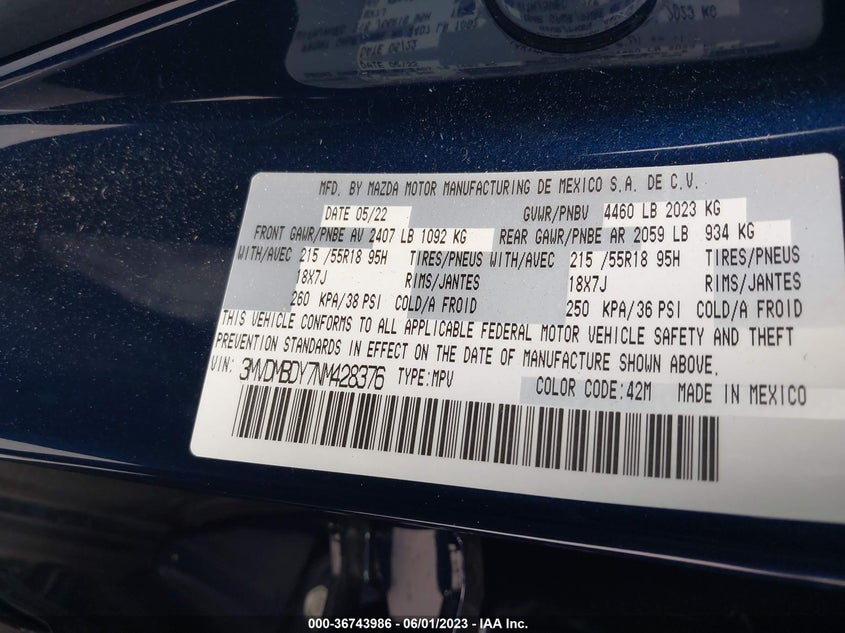 MFD. BY MAZDA MOTOR MANUFACTURING DE MEXICO S.A. DE C.V.
DATE 05/22 GVWR/PNBV 4460 LB 2023 KG
FRONT GAWR/PNBE AV 2407 LB 1092 KG REAR GAWR/PNBE AR 2059 LB 934 KG
WITH/AVEC 215 /55R18 95H TIRES/PNEUS WITH/AVEC 215 /55R18 95H TIRES/PNEUS
18X7J RIMS/JANTES 18X7J RIMS/JANTES
260 KPA/38 PSI COLD/A FROID 250 KPA/36 PSI COLD/A FROID
THIS VEHICLE CONFORMS TO ALL APPLICABLE FEDERAL MOTOR VEHICLE SAFETY AND THEFT
PREVENTION STANDARDS IN EFFECT ON THE DATE OF MANUFACTURE SHOWN ABOVE.
VIN: 3MVDMBDY7NM428376 TYPE:MPV
COLOR CODE:42M MADE IN MEXICO
000-36743986 - 06/01/2023 - IAA Inc.